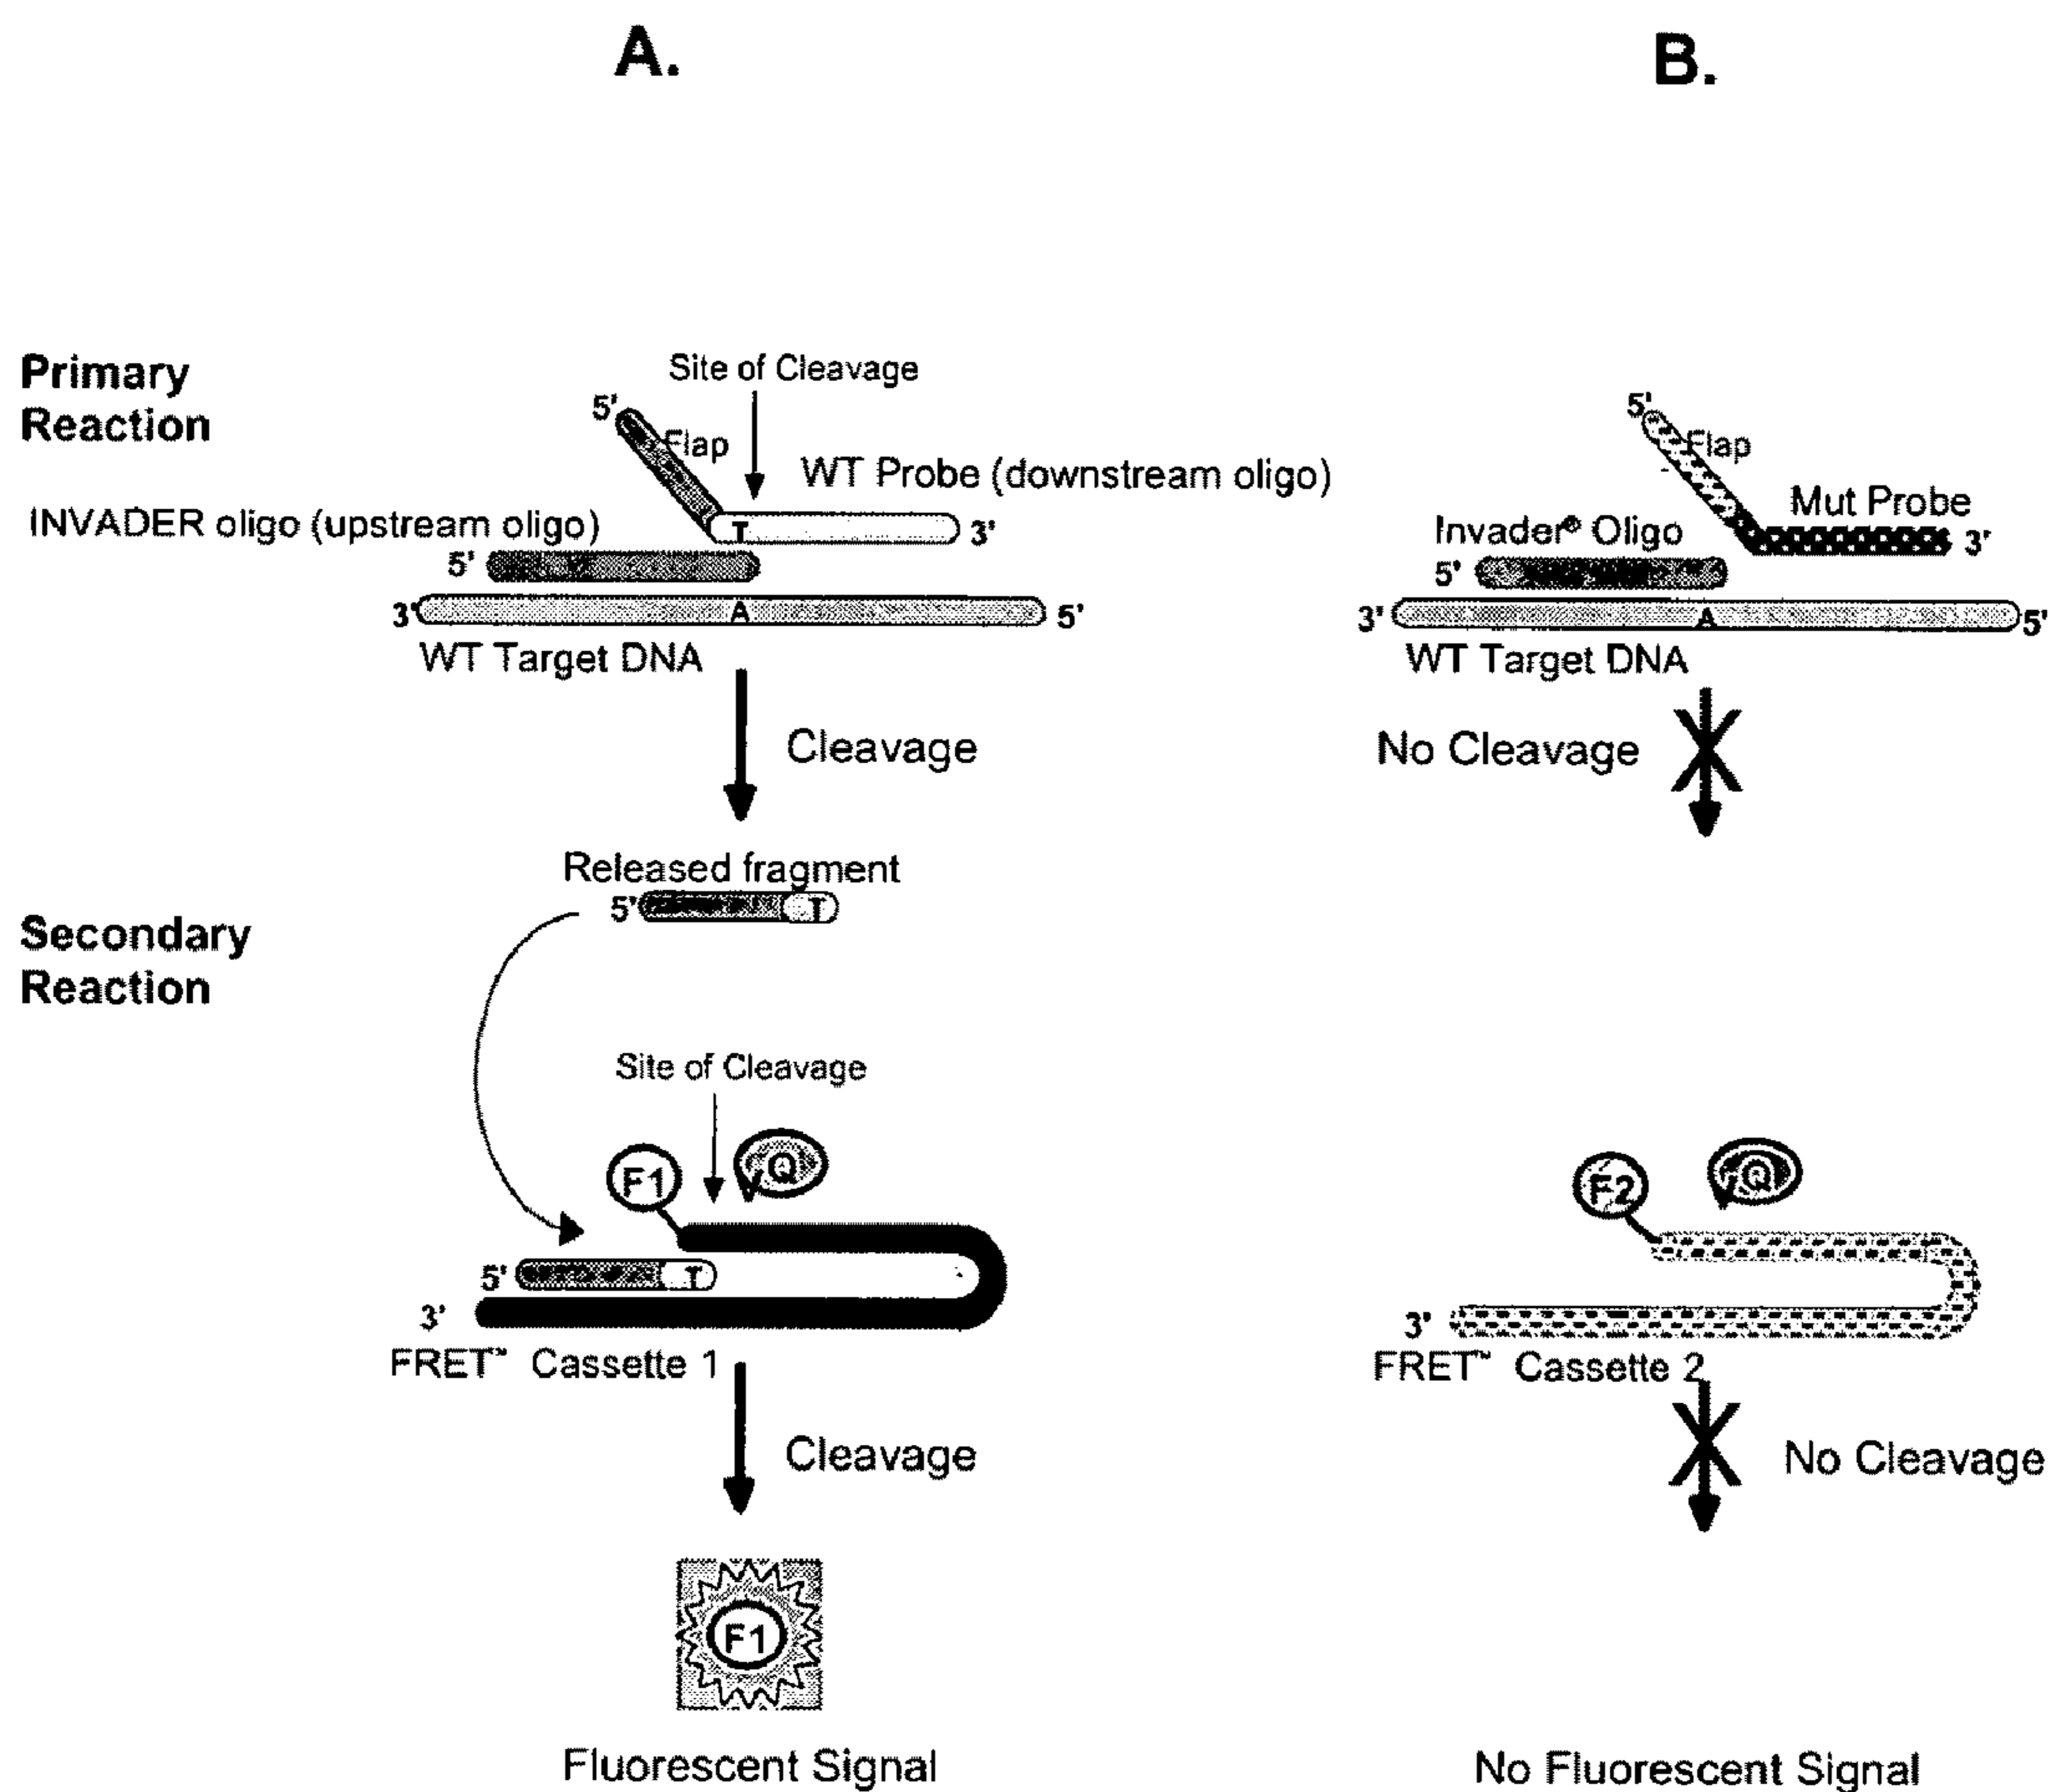 A.
B.
Primary
Reaction
Site of Cleavage
5'
Flap
WT Probe (downstream oligo)
T
3'
INVADER oligo (upstream oligo)
5'
3'
A
5'
WT Target DNA
Cleavage
5'
Flap
Mut Probe
Invader® Oligo
3'
5'
3'
A
5'
WT Target DNA
No Cleavage
Secondary
Reaction
Released fragment
5'
T
Site of Cleavage
F1
Q
5'
T
3'
FRET™ Cassette 1
Cleavage
F1
Fluorescent Signal
F2
Q
3'
FRET™ Cassette 2
No Cleavage
No Fluorescent Signal